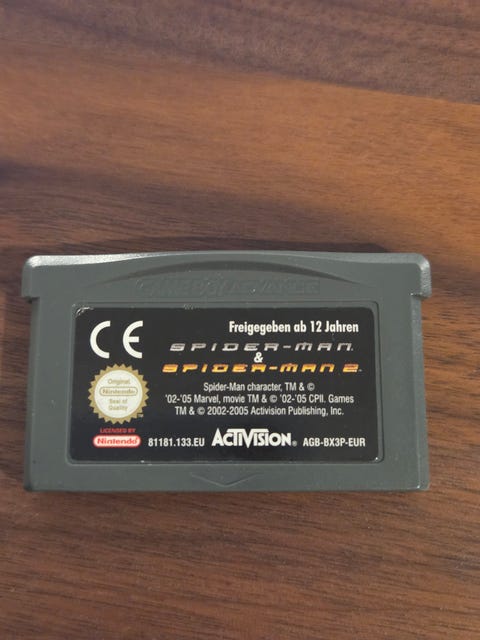 GAME BOY ADVANCE
CE
Freigegeben ab 12 Jahren
SPIDER-MAN
&
SPIDER-MAN 2
Spider-Man character, TM & ©
'02-'05 Marvel, movie TM & © '02-'05 CPII. Games
TM & © 2002-2005 Activision Publishing, Inc.
Original
Nintendo
Seal of
Quality
LICENSED BY
Nintendo
81181.133.EU
ACTIVISION®
AGB-BX3P-EUR